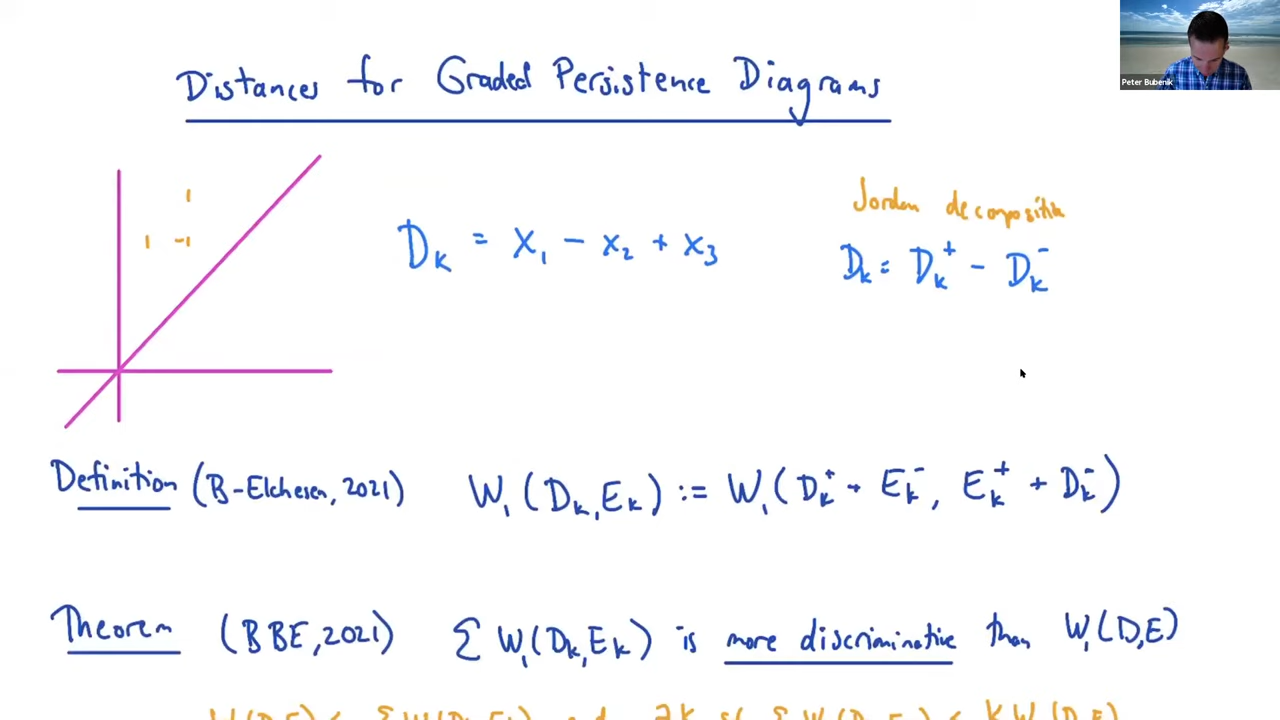 Distances for Graded Persistence Diagrams
Peter Bubenik
1
1 -1
D_k = x_1 - x_2 + x_3
Jordan decomposition
D_k = D_k^+ - D_k^-
Definition (B-Elchesen, 2021) W_1(D_k, E_k) := W_1(D_k^+ + E_k^-, E_k^+ + D_k^-)
Theorem (BBE, 2021) Σ W_1(D_k, E_k) is more discriminative than W_1(D,E)